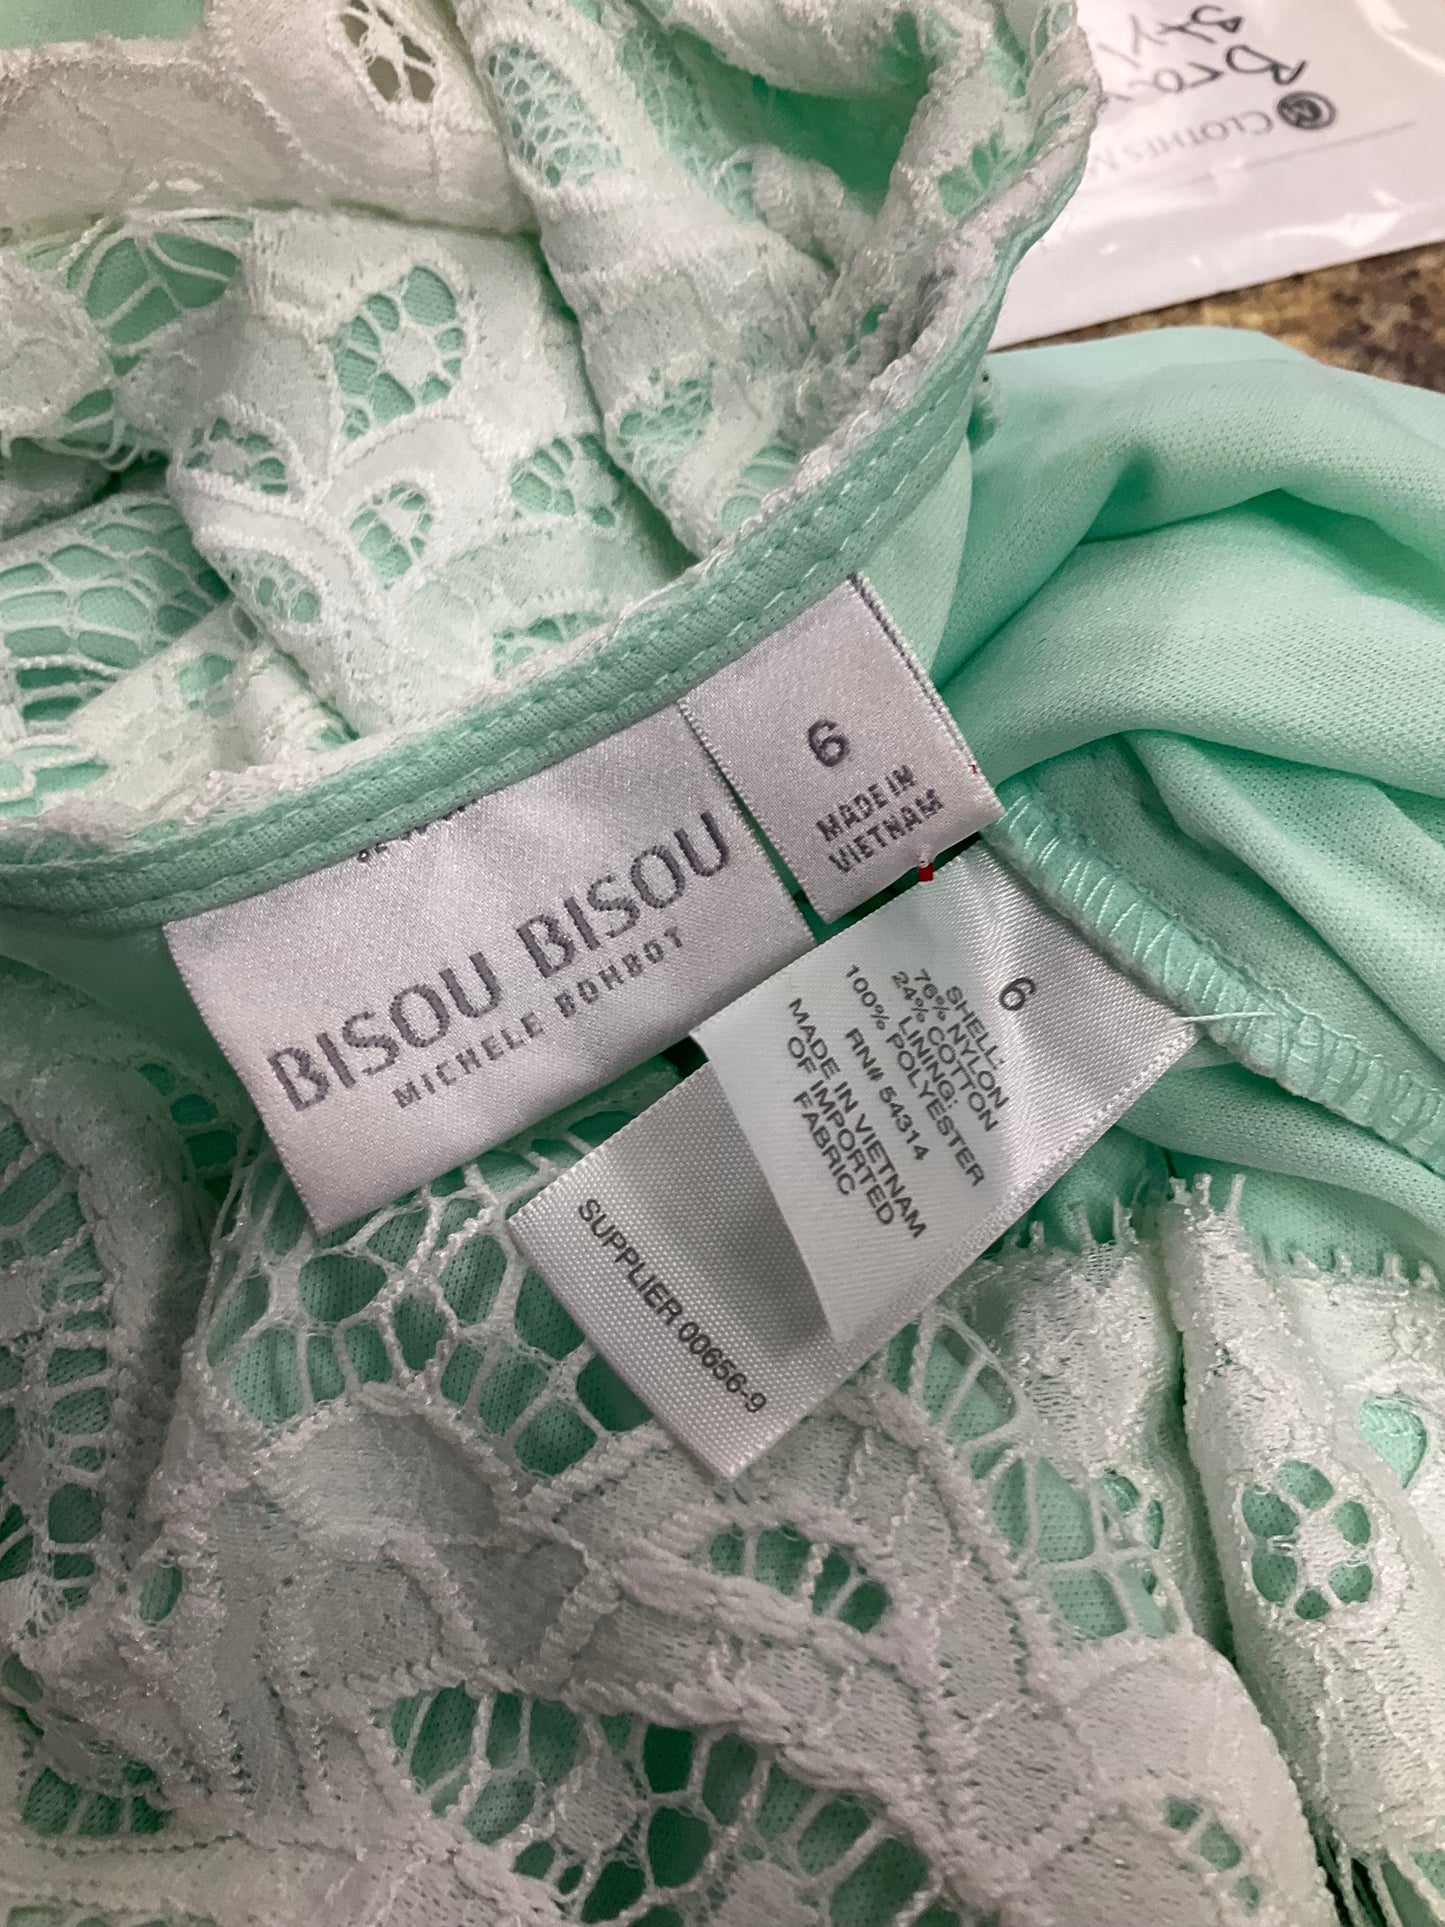 CLOTHES M
6
MADE IN
VIETNAM
BISOU BISOU
MICHELE BOHBOT
6
SHELL:
76% NYLON
24% COTTON
LINING:
100% POLYESTER
RN# 54314
MADE IN VIETNAM
OF IMPORTED
FABRIC
SUPPLIER 00656-9